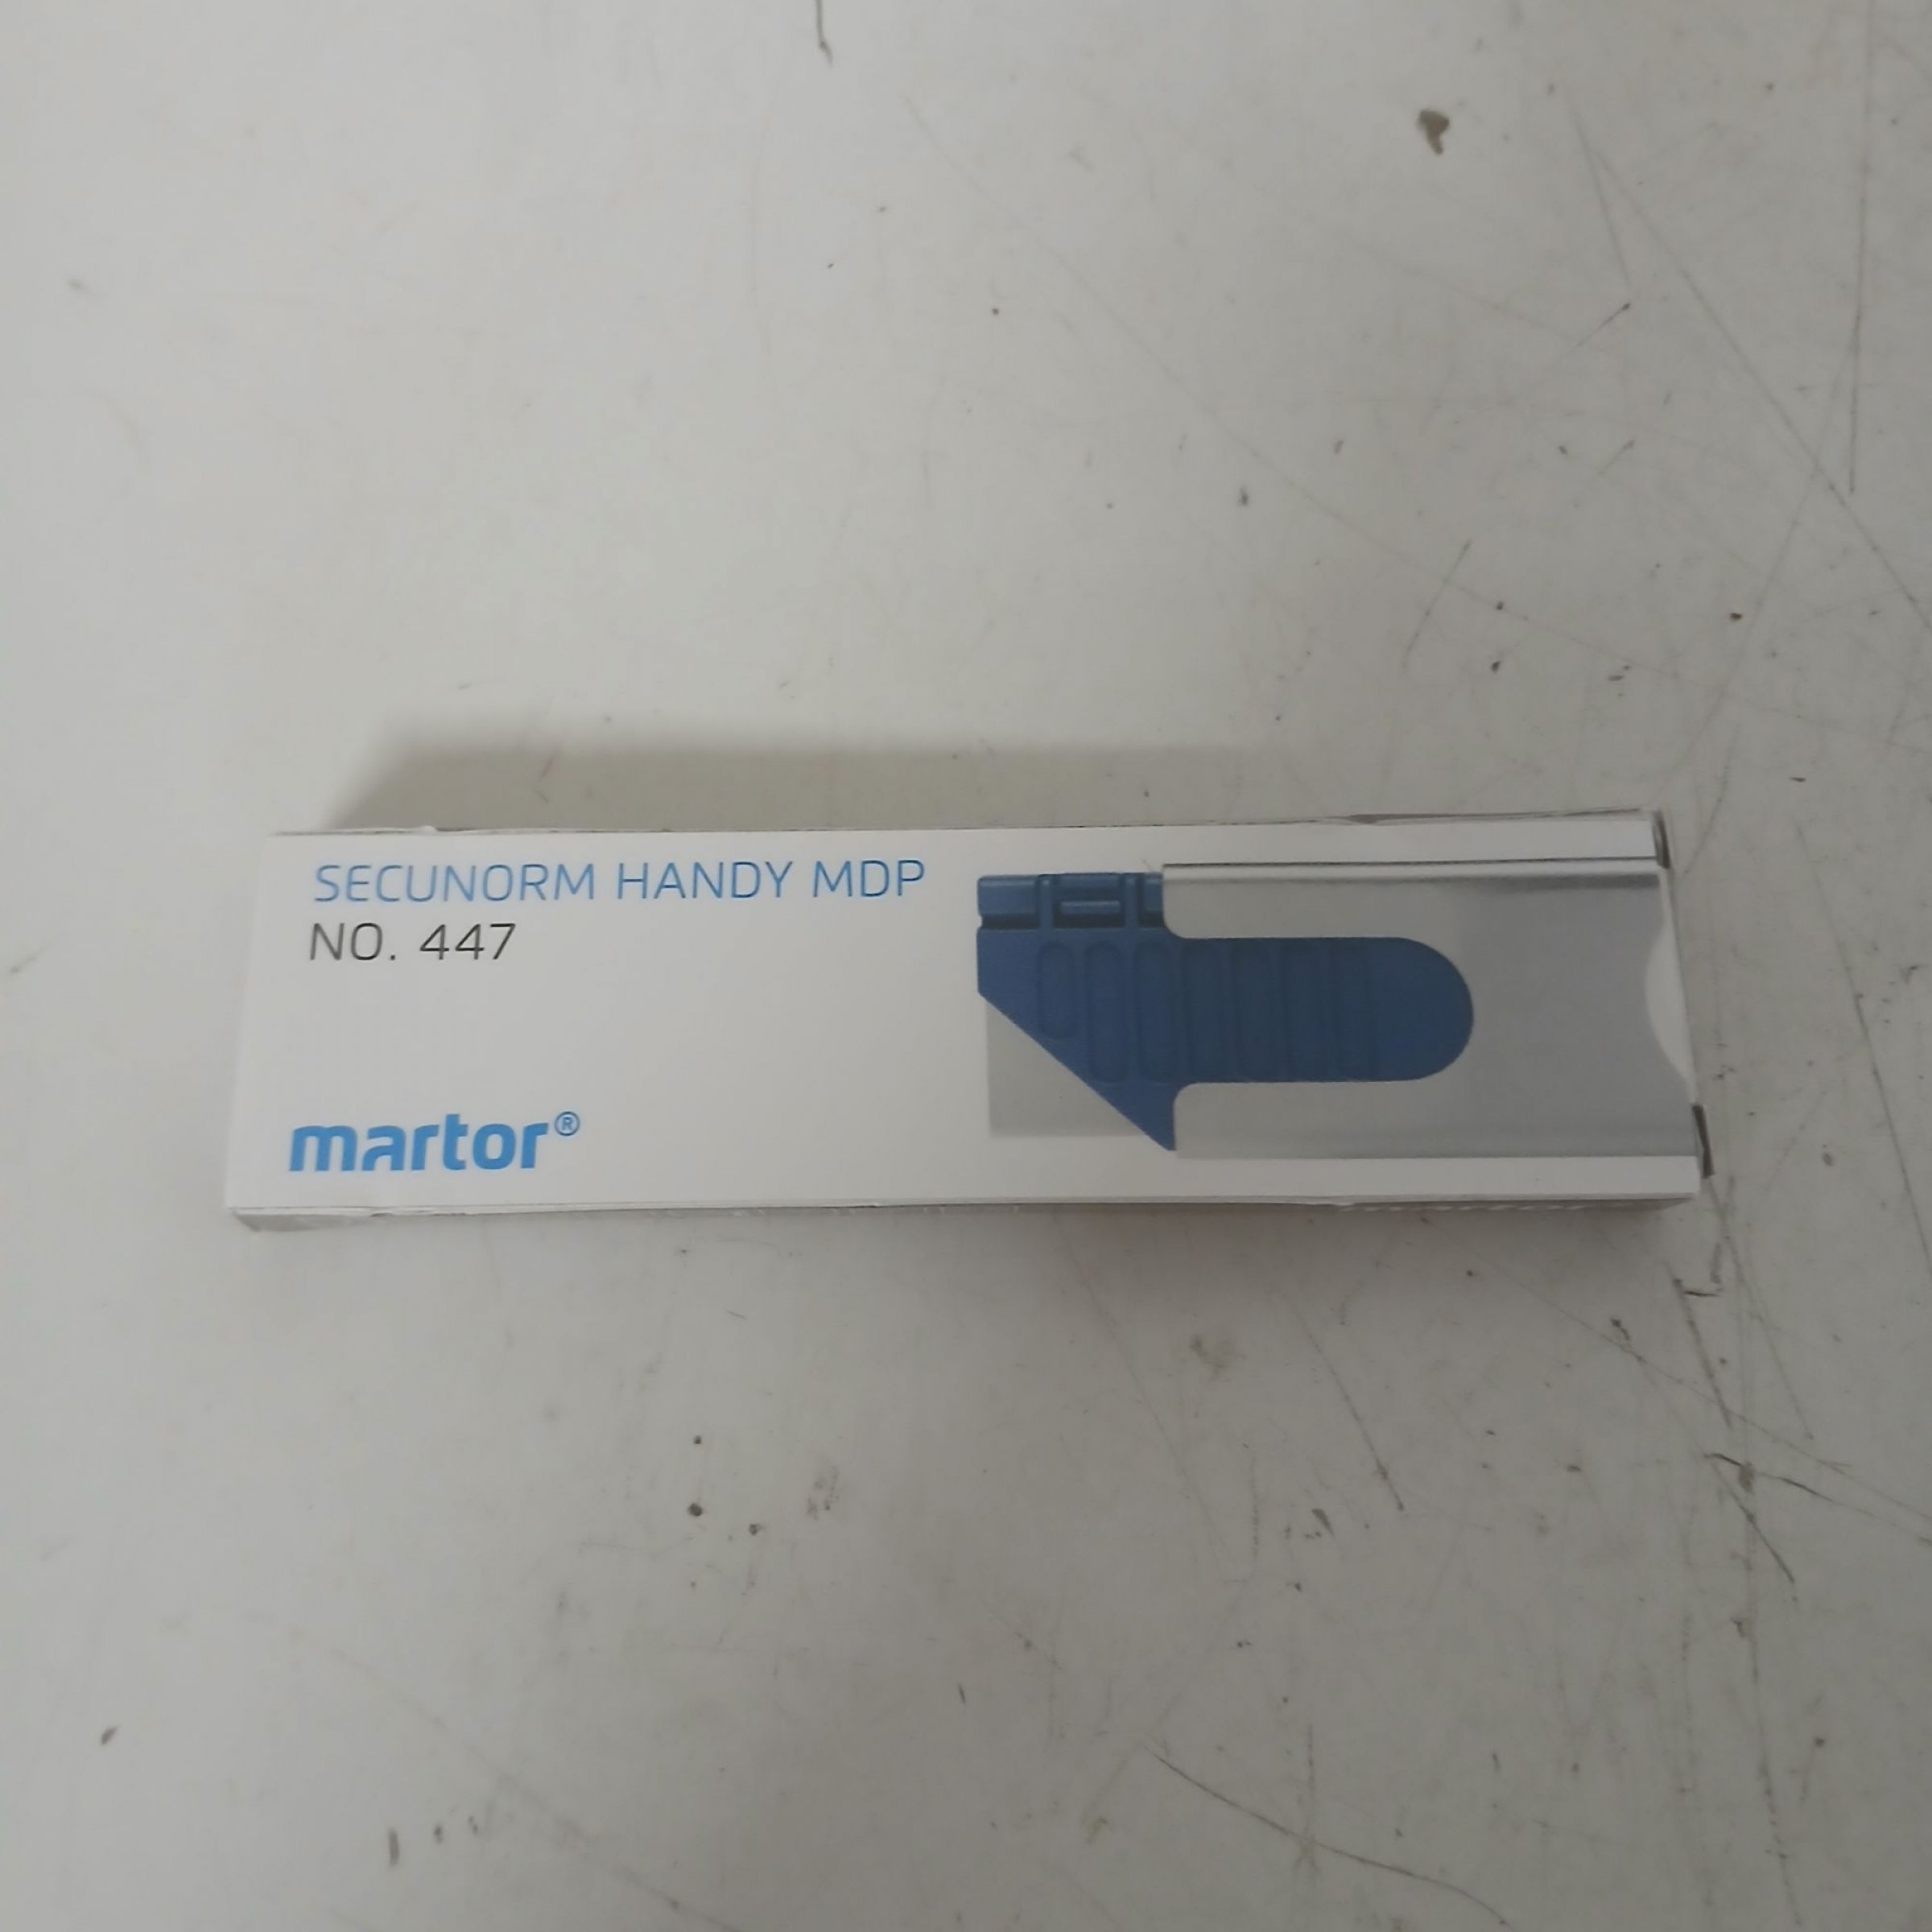 SECUNORM HANDY MDP
NO. 447
martor®